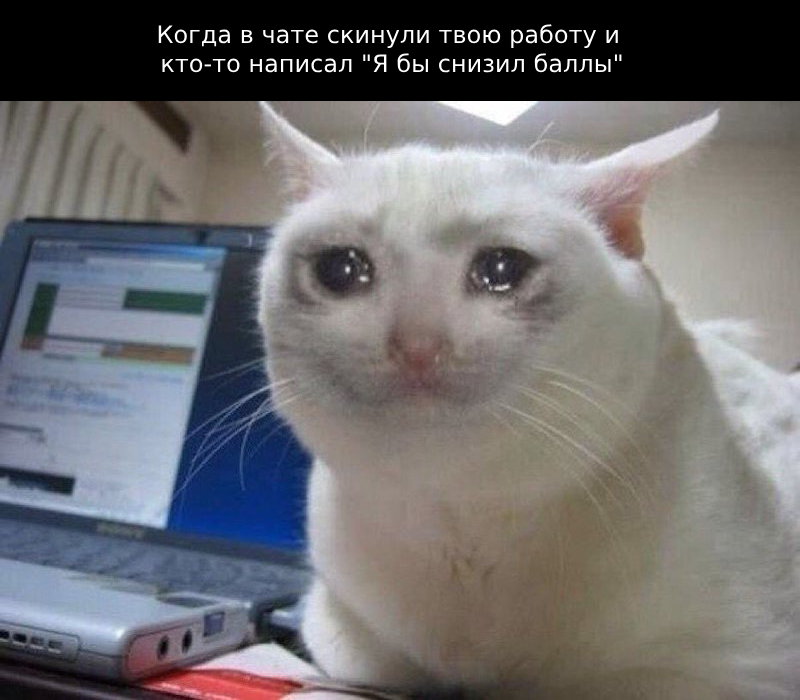 Когда в чате скинули твою работу и
кто-то написал "Я бы снизил баллы"